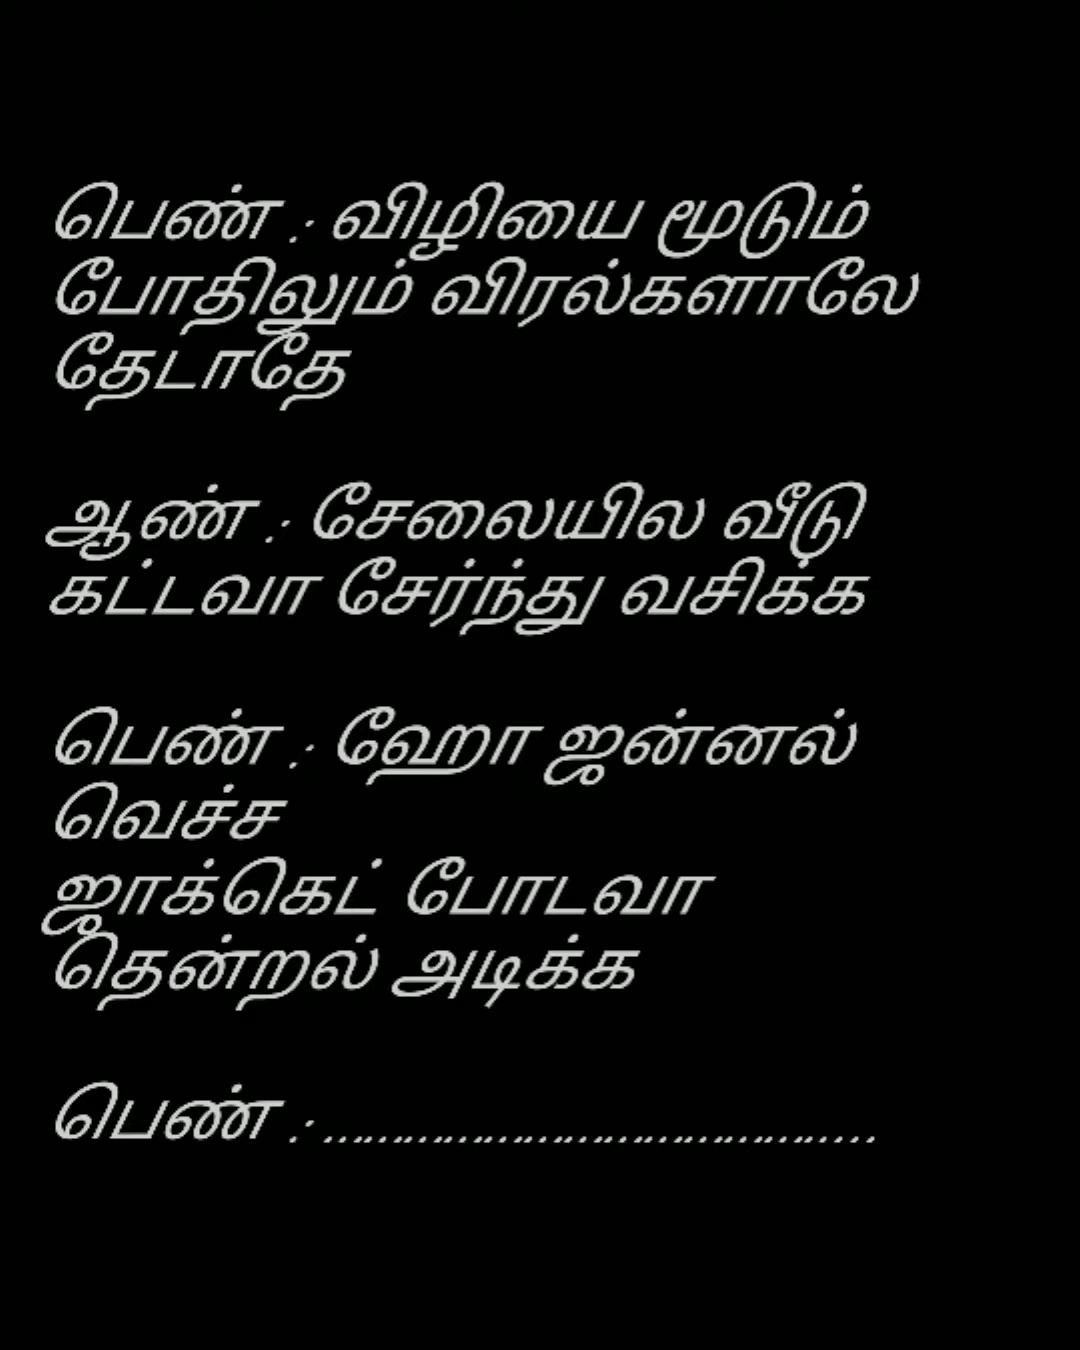 பெண் : விழியை மூடும்
போதிலும் விரல்களாலே
தேடாதே
ஆண் : சேலையில வீடு
கட்டவா சேர்ந்து வசிக்க
பெண் : ஹோ ஜன்னல்
வெச்ச
ஜாக்கெட் போடவா
தென்றல் அடிக்க
பெண் : ..........................................